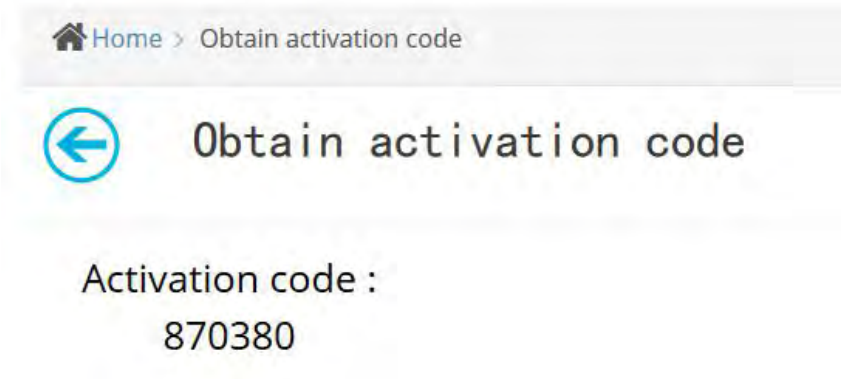 Home > Obtain activation code
Obtain activation code
Activation code :
870380